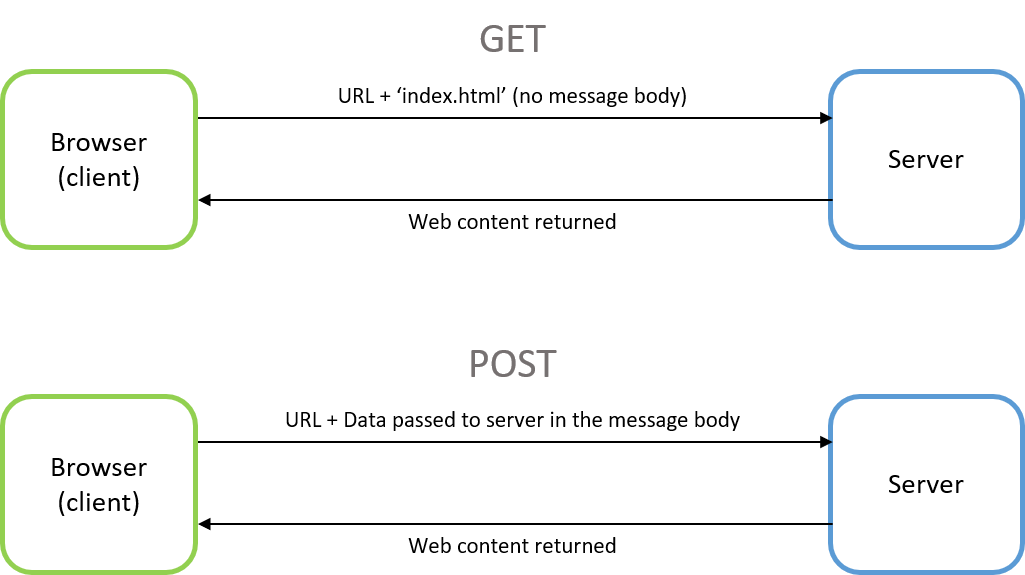 GET
URL + ‘index.html’ (no message body)
Browser
(client)
Server
Web content returned
POST
URL + Data passed to server in the message body
Browser
(client)
Server
Web content returned